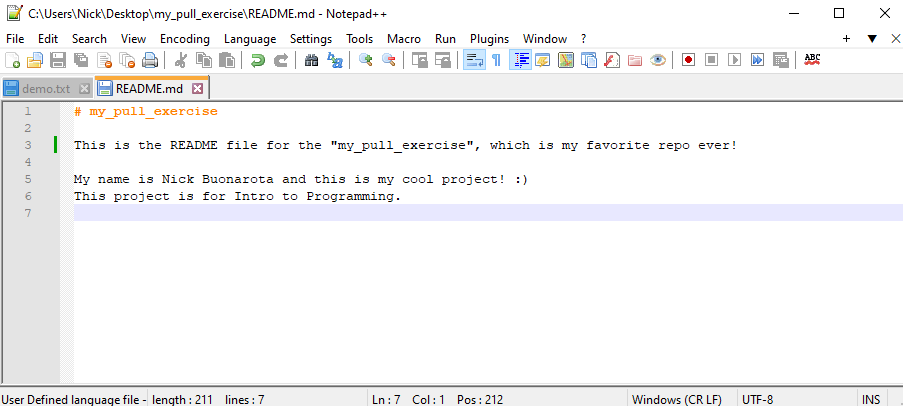 C:\Users\Nick\Desktop\my_pull_exercise\README.md - Notepad++
File Edit Search View Encoding Language Settings Tools Macro Run Plugins Window ? + ▼ X
ABC
demo.txt README.md
1 # my_pull_exercise
2
3 This is the README file for the "my_pull_exercise", which is my favorite repo ever!
4
5 My name is Nick Buonarota and this is my cool project! :)
6 This project is for Intro to Programming.
7
User Defined language file - length : 211 lines : 7 Ln : 7 Col : 1 Pos : 212 Windows (CR LF) UTF-8 INS